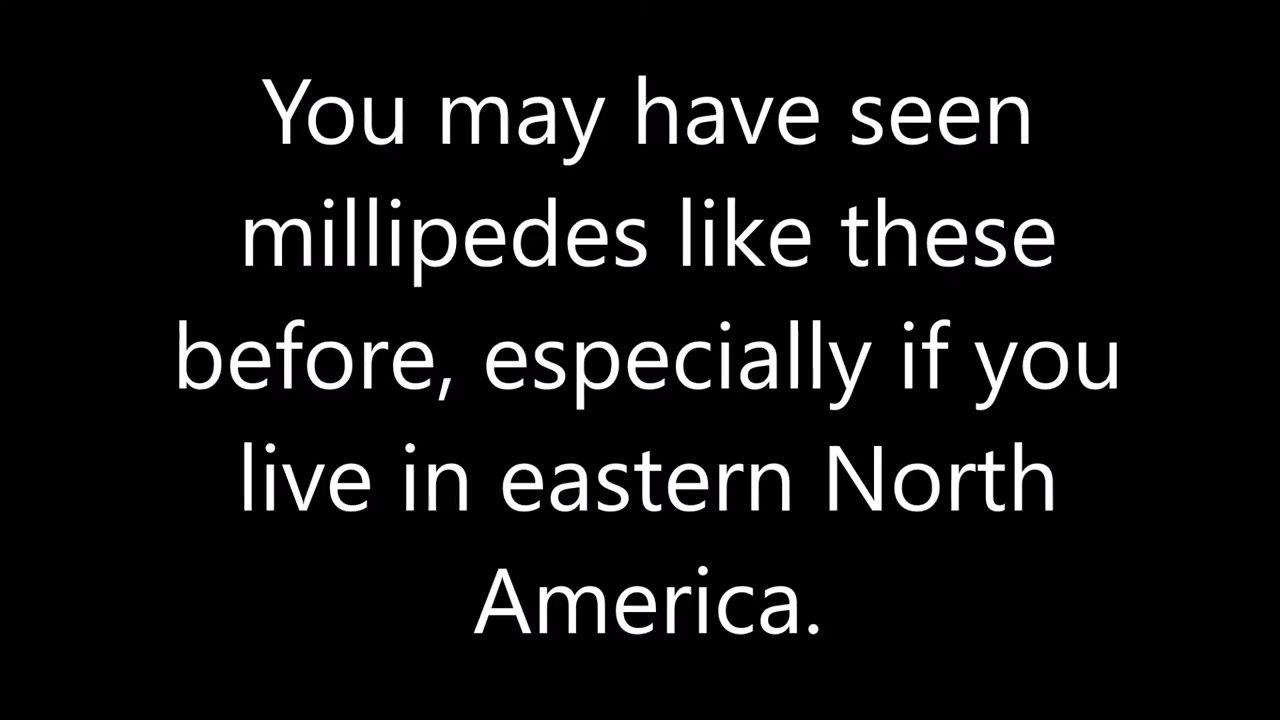 You may have seen
millipedes like these
before, especially if you
live in eastern North
America.